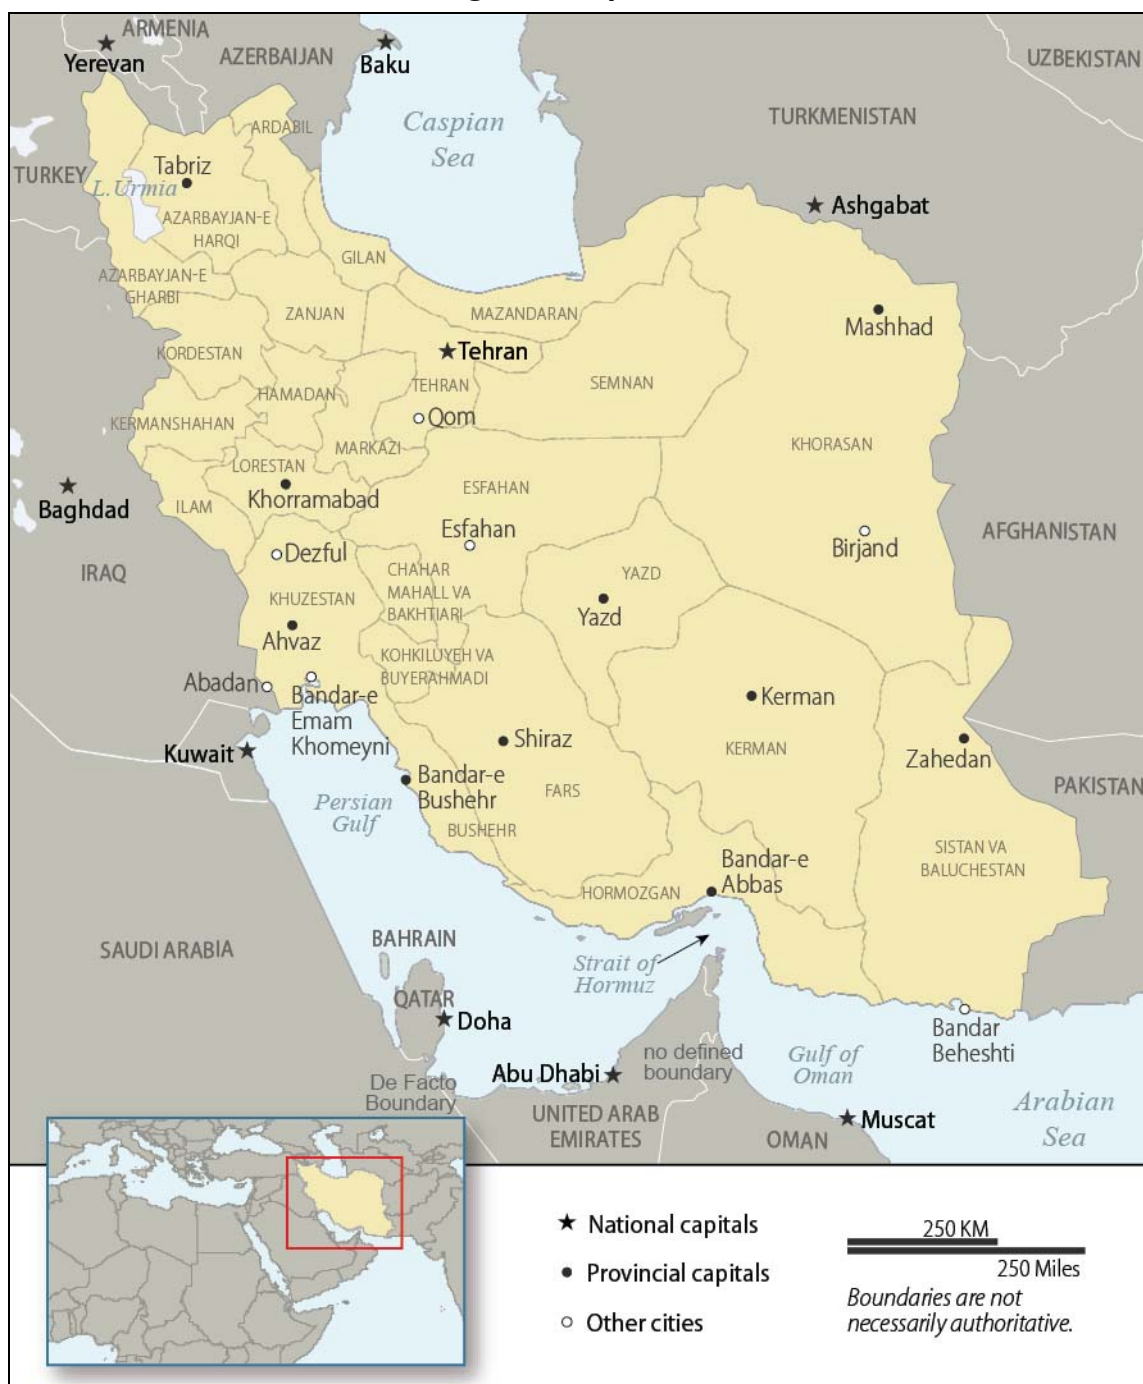 ARMENIA
Yerevan
AZERBAIJAN
Baku
UZBEKISTAN
Caspian
Sea
TURKMENISTAN
ARDABIL
TURKEY
Tabriz
L.Urmia
Ashgabat
AZARBAYJAN-E
HARQI
GILAN
AZARBAYJAN-E
GHARBI
ZANJAN
MAZANDARAN
Mashhad
KORDESTAN
Tehran
TEHRAN
SEMNAN
HAMADAN
Qom
KERMANSHAHAN
MARKAZI
KHORASAN
LORESTAN
Khorramabad
ESFAHAN
Baghdad
ILAM
Esfahan
Birjand
AFGHANISTAN
Dezful
IRAQ
CHAHAR
MAHALL VA
BAKHTIARI
YAZD
Yazd
KHUZESTAN
Ahvaz
KOHKILUYEH VA
BUYERAHMADI
Abadan
Bandar-e
Emam
Khomeyni
Kerman
Kuwait
Shiraz
KERMAN
Zahedan
Bandar-e
Bushehr
FARS
PAKISTAN
Persian
Gulf
BUSHEHR
SISTAN VA
BALUCHESTAN
Bandar-e
Abbas
HORMOZGAN
SAUDI ARABIA
BAHRAIN
Strait of
Hormuz
QATAR
Doha
Bandar
Beheshti
no defined
boundary
Gulf of
Oman
Abu Dhabi
De Facto
Boundary
UNITED ARAB
EMIRATES
OMAN
Muscat
Arabian
Sea
National capitals
Provincial capitals
Other cities
250 KM
250 Miles
Boundaries are not
necessarily authoritative.